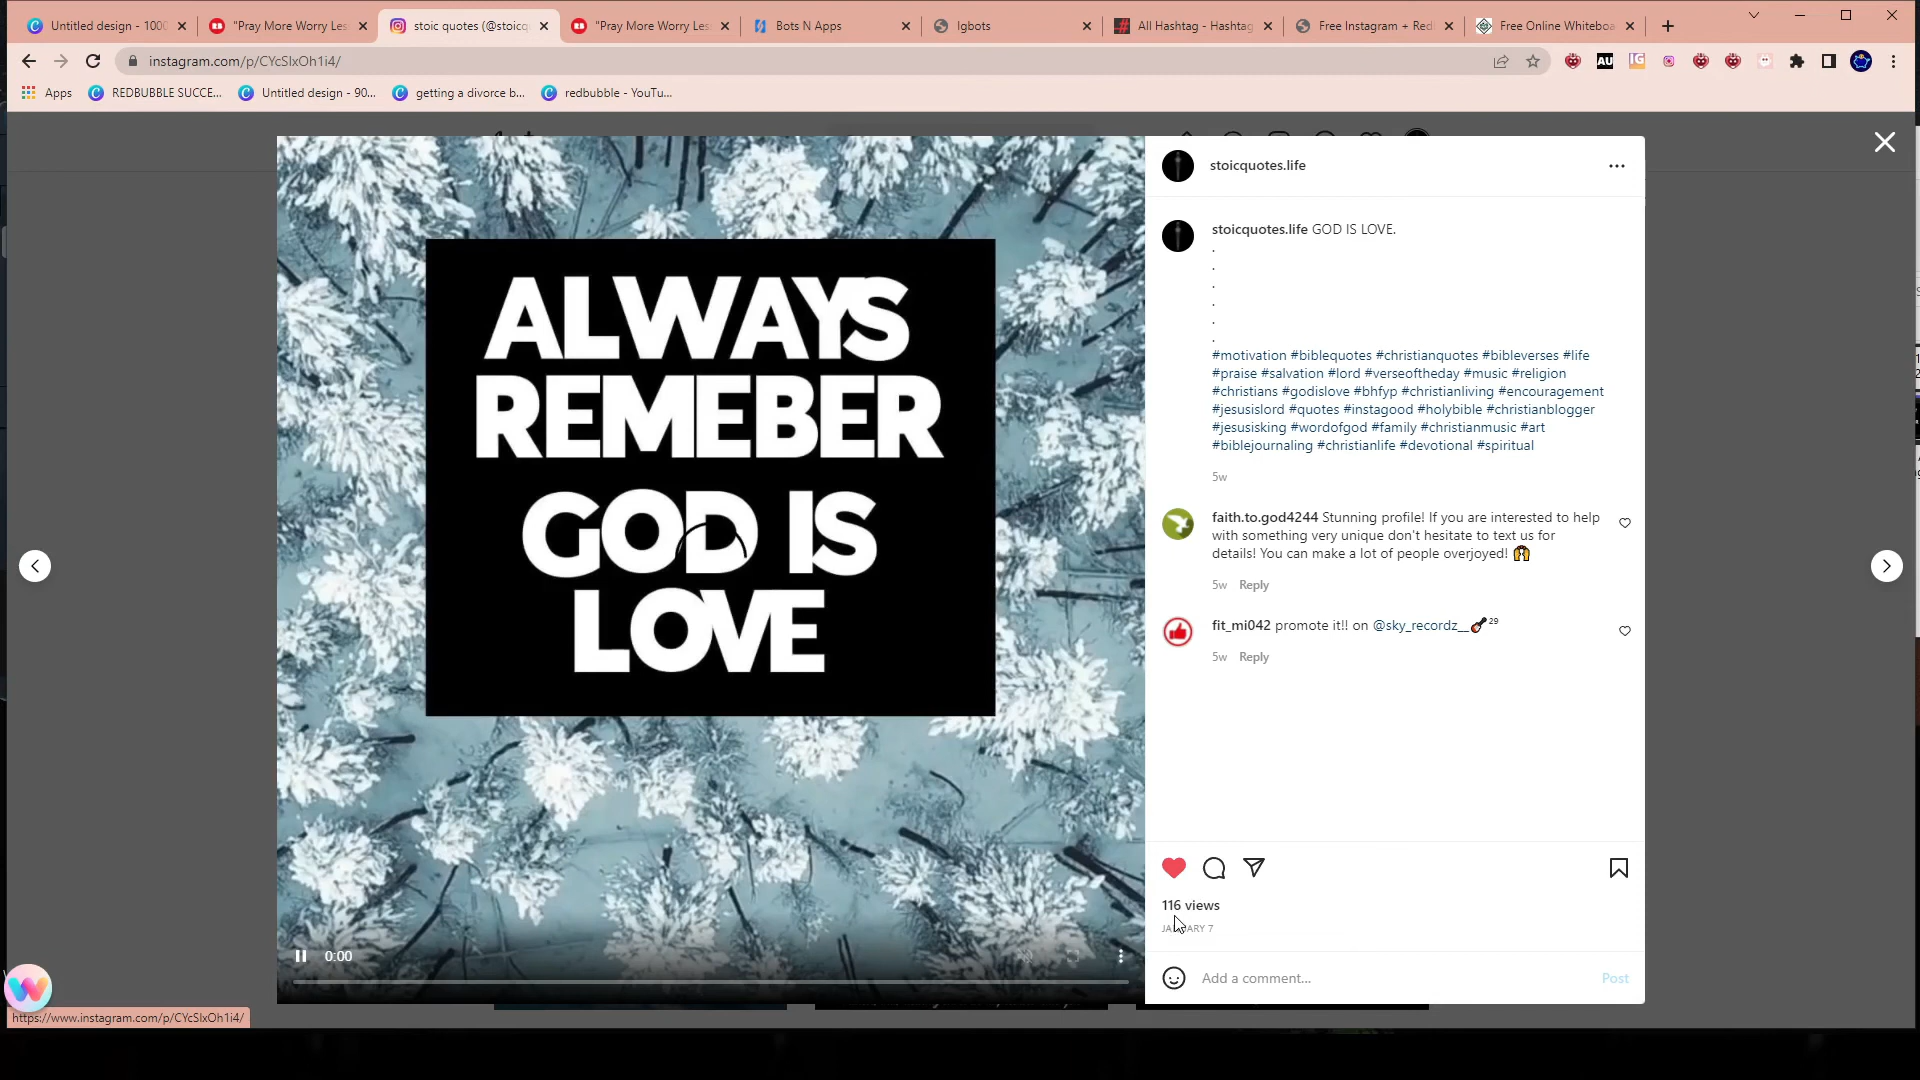 Untitled design - 1000
"Pray More Worry Les
stoic quotes (@stoicq
"Pray More Worry Les
Bots N Apps
Igbots
All Hashtag - Hashtag
Free Instagram + Red
Free Online Whiteboa
instagram.com/p/CYcSlxOh1i4/
AU
IG
Apps
REDBUBBLE SUCCE...
Untitled design - 90...
getting a divorce b...
redbubble - YouTu...
ALWAYS
REMEBER
GOD IS
LOVE
0:00
stoicquotes.life
stoicquotes.life GOD IS LOVE.
.
.
.
.
.
.
#motivation #biblequotes #christianquotes #bibleverses #life
#praise #salvation #lord #verseoftheday #music #religion
#christians #godislove #bhfyp #christianliving #encouragement
#jesusislord #quotes #instagood #holybible #christianblogger
#jesusisking #wordofgod #family #christianmusic #art
#biblejournaling #christianlife #devotional #spiritual
5w
faith.to.god4244 Stunning profile! If you are interested to help
with something very unique don't hesitate to text us for
details! You can make a lot of people overjoyed! 🙌
5w Reply
fit_mi042 promote it!! on @sky_recordz__🎸²⁹
5w Reply
116 views
JANUARY 7
Add a comment...
Post
https://www.instagram.com/p/CYcSlxOh1i4/